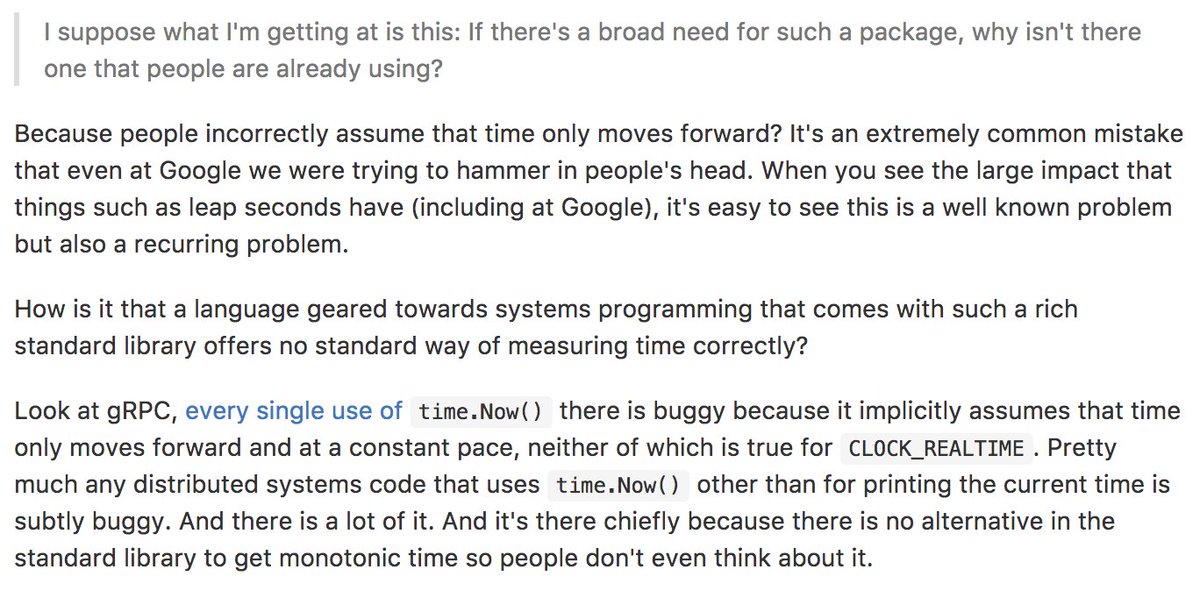 I suppose what I'm getting at is this: If there's a broad need for such a package, why isn't there
one that people are already using?
Because people incorrectly assume that time only moves forward? It's an extremely common mistake
that even at Google we were trying to hammer in people's head. When you see the large impact that
things such as leap seconds have (including at Google), it's easy to see this is a well known problem
but also a recurring problem.
How is it that a language geared towards systems programming that comes with such a rich
standard library offers no standard way of measuring time correctly?
Look at gRPC, every single use of time.Now() there is buggy because it implicitly assumes that time
only moves forward and at a constant pace, neither of which is true for CLOCK_REALTIME. Pretty
much any distributed systems code that uses time.Now() other than for printing the current time is
subtly buggy. And there is a lot of it. And it's there chiefly because there is no alternative in the
standard library to get monotonic time so people don't even think about it.